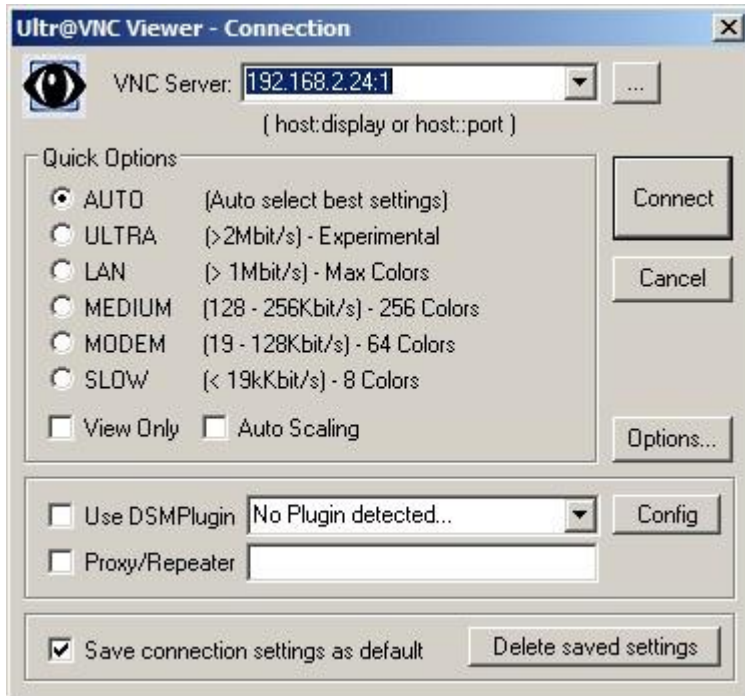 Ultr@VNC Viewer - Connection
VNC Server: 192.168.2.24:1 ...
( host:display or host::port )
Quick Options
AUTO (Auto select best settings)
ULTRA (>2Mbit/s) - Experimental
LAN (> 1Mbit/s) - Max Colors
MEDIUM (128 - 256Kbit/s) - 256 Colors
MODEM (19 - 128Kbit/s) - 64 Colors
SLOW (< 19kKbit/s) - 8 Colors
View Only Auto Scaling
Connect
Cancel
Options...
Use DSMPlugin No Plugin detected... Config
Proxy/Repeater
Save connection settings as default Delete saved settings